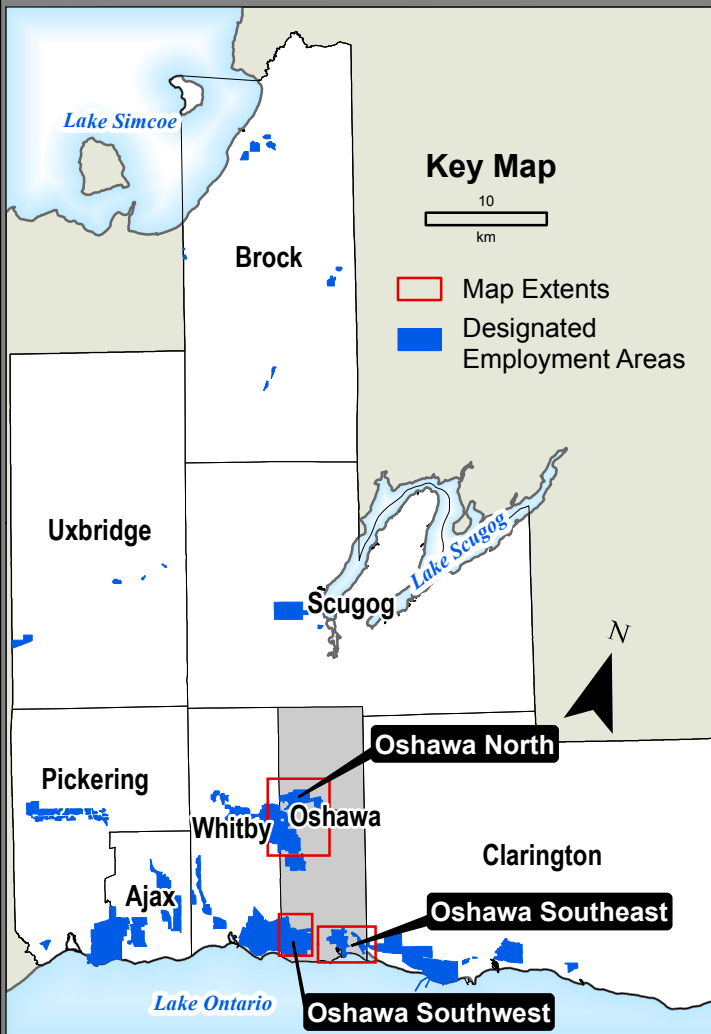 Lake Simcoe
Key Map
10
km
Brock
Map Extents
Designated
Employment Areas
Uxbridge
Lake Scugog
Scugog
N
Oshawa North
Pickering
Oshawa
Whitby
Clarington
Ajax
Oshawa Southeast
Lake Ontario
Oshawa Southwest